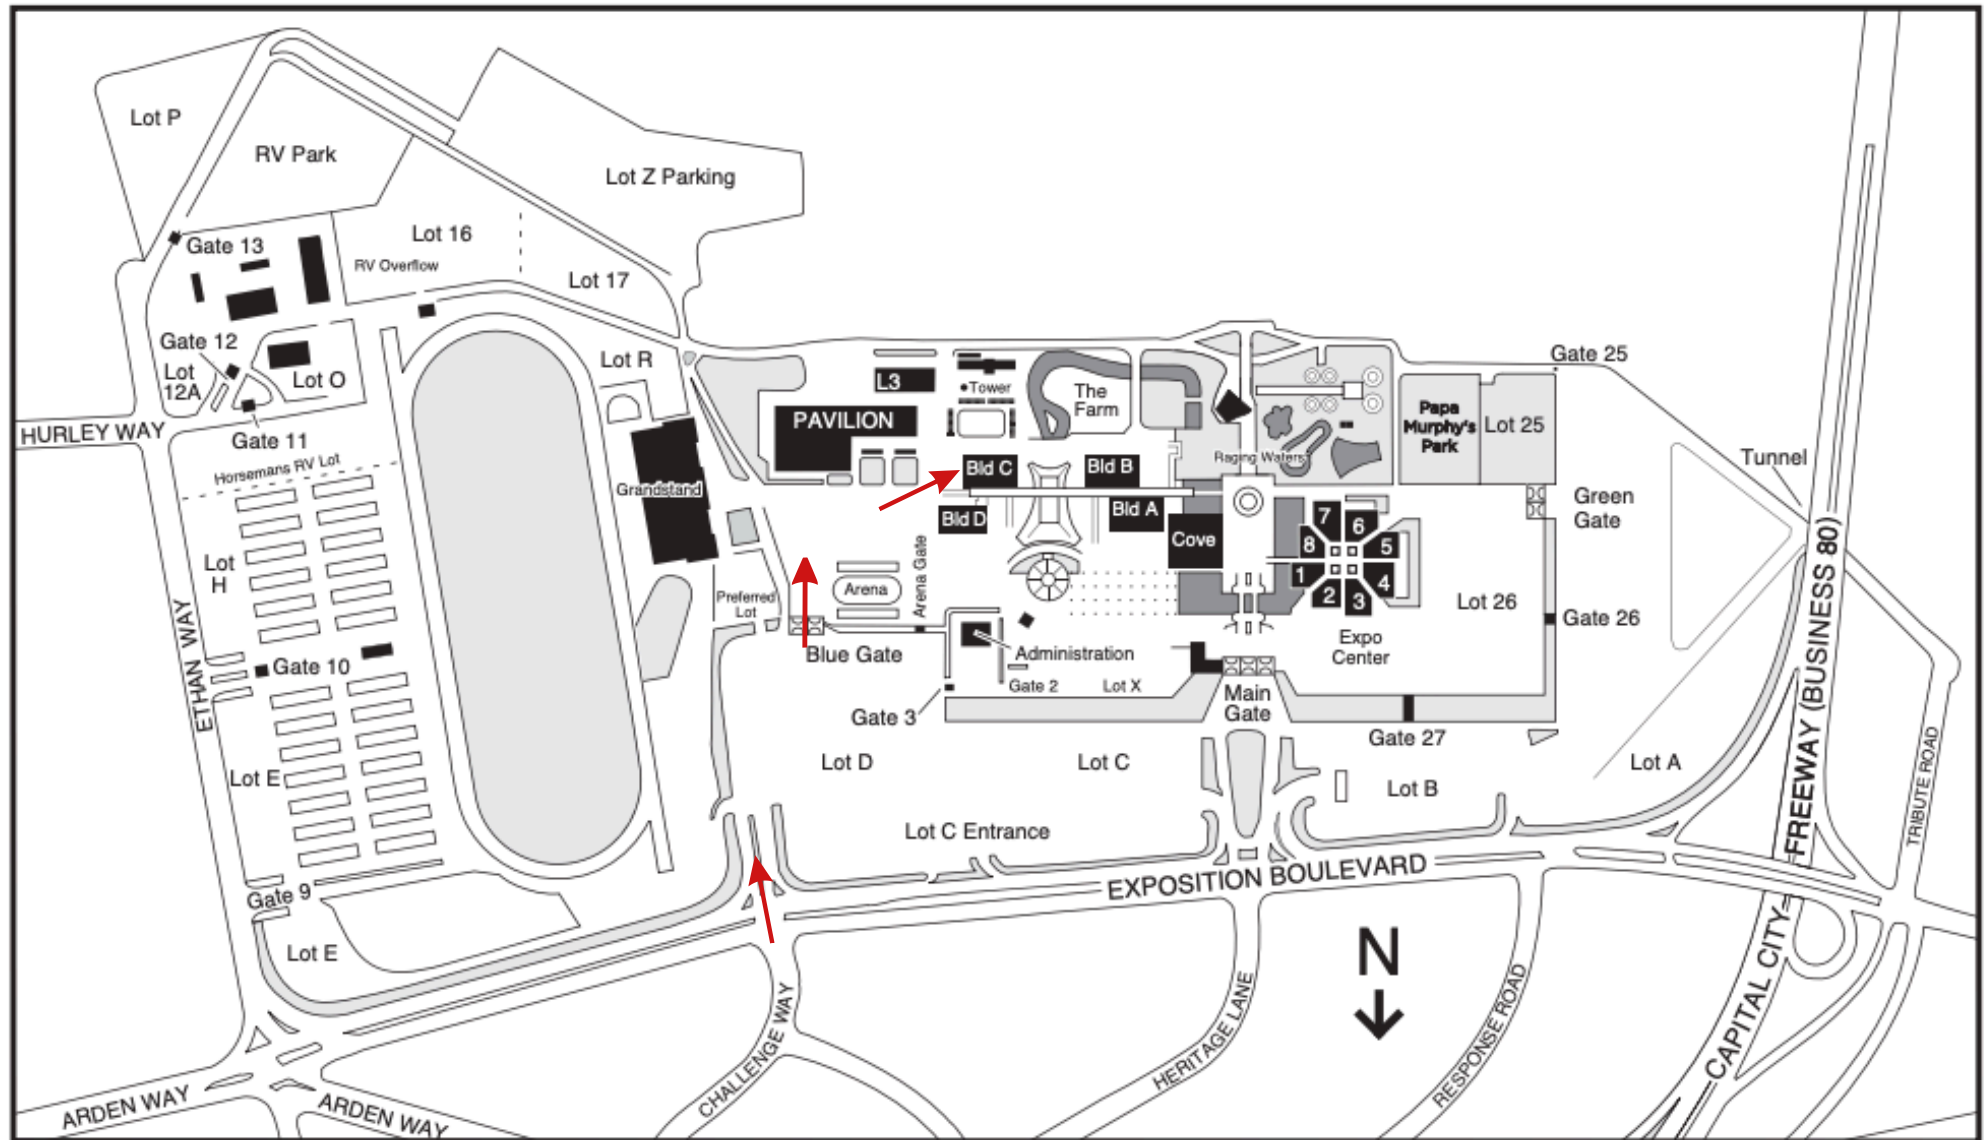 Lot P
RV Park
Lot Z Parking
Gate 13
Lot 16
RV Overflow
Lot 17
Gate 12
Lot
12A
Lot O
Lot R
HURLEY WAY
Gate 11
Horsemans RV Lot
L3
Tower
The
Farm
Gate 25
PAVILION
Papa
Murphy's
Park
Lot 25
Grandstand
Bld C
Bld B
Raging Waters
Tunnel
Bld D
Bld A
Green
Gate
Cove
7
6
8
5
1
4
2
3
Lot
H
Arena
Arena Gate
Preferred
Lot
Lot 26
Gate 26
Blue Gate
Administration
Expo
Center
ETHAN WAY
Gate 10
Gate 2
Lot X
Main
Gate
Gate 3
Gate 27
Lot E
Lot D
Lot C
Lot B
Lot A
Lot C Entrance
FREEWAY (BUSINESS 80)
TRIBUTE ROAD
EXPOSITION BOULEVARD
Gate 9
Lot E
N
CAPITAL CITY
CHALLENGE WAY
HERITAGE LANE
RESPONSE ROAD
ARDEN WAY
ARDEN WAY